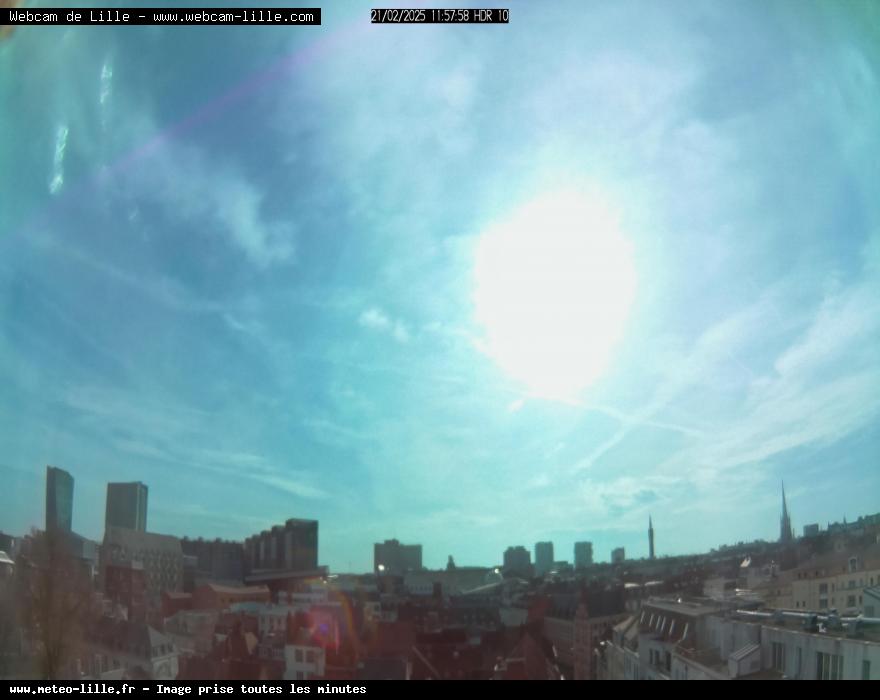 Webcam de Lille - www.webcam-lille.com
21/02/2025 11:57:58 HDR 10
www.meteo-lille.fr - Image prise toutes les minutes